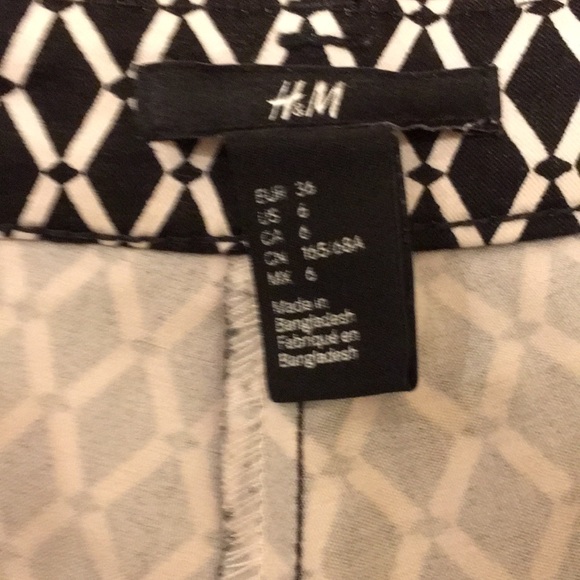 H&M
EUR 36
US 6
CA 6
CN 165/68A
MX 6
Made in
Bangladesh
Fabriqué en
Bangladesh